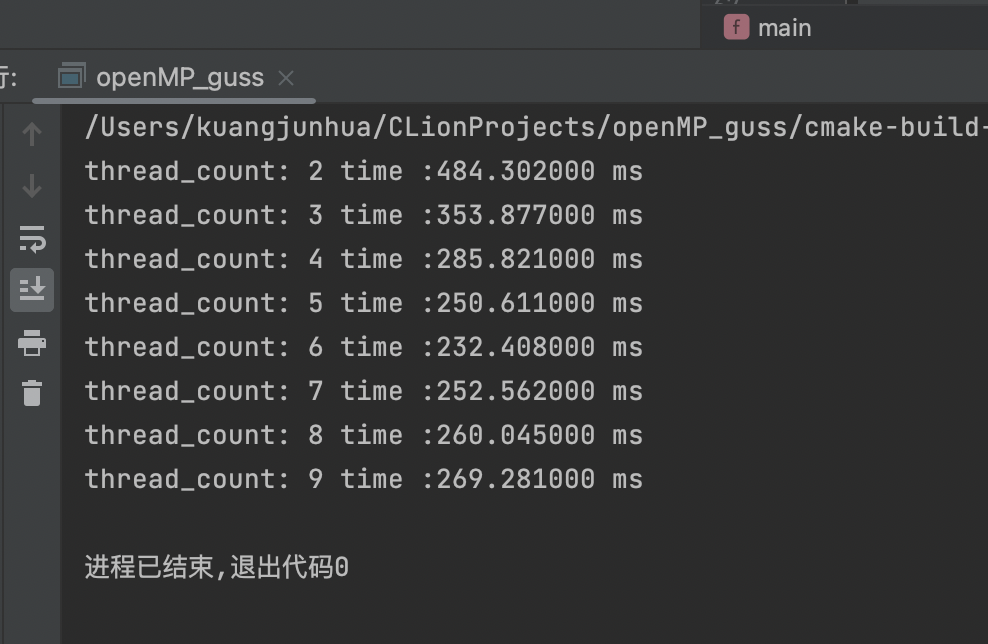 main
行:
openMP_guss
/Users/kuangjunhua/CLionProjects/openMP_guss/cmake-build-
thread_count: 2 time :484.302000 ms
thread_count: 3 time :353.877000 ms
thread_count: 4 time :285.821000 ms
thread_count: 5 time :250.611000 ms
thread_count: 6 time :232.408000 ms
thread_count: 7 time :252.562000 ms
thread_count: 8 time :260.045000 ms
thread_count: 9 time :269.281000 ms
进程已结束,退出代码0